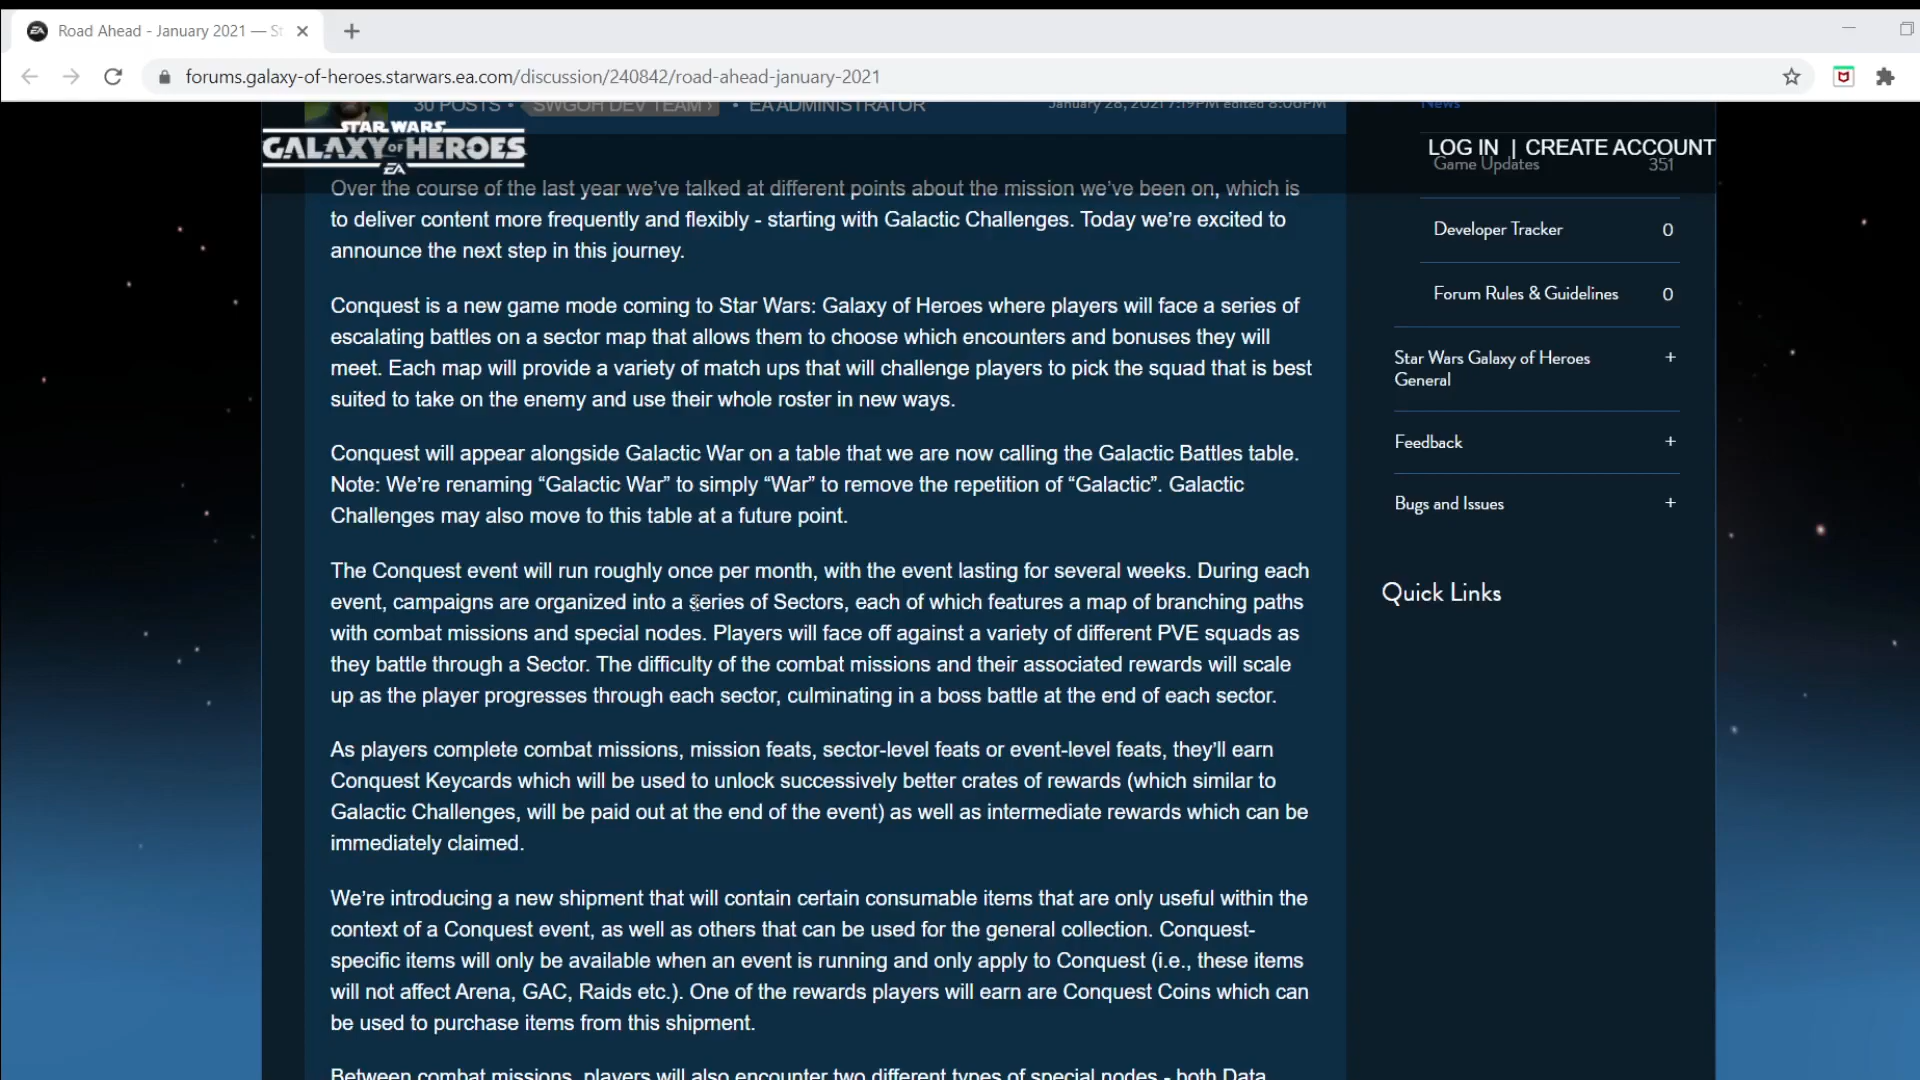 Road Ahead - January 2021 — St
forums.galaxy-of-heroes.starwars.ea.com/discussion/240842/road-ahead-january-2021
30 POSTS • SWGOH DEV TEAM › • EA ADMINISTRATOR
January 28, 2021 7:19PM edited 8:06PM
News
STAR WARS
GALAXY OF HEROES
EA
LOG IN | CREATE ACCOUNT
Game Updates 351
Over the course of the last year we've talked at different points about the mission we've been on, which is
to deliver content more frequently and flexibly - starting with Galactic Challenges. Today we're excited to
announce the next step in this journey.
Conquest is a new game mode coming to Star Wars: Galaxy of Heroes where players will face a series of
escalating battles on a sector map that allows them to choose which encounters and bonuses they will
meet. Each map will provide a variety of match ups that will challenge players to pick the squad that is best
suited to take on the enemy and use their whole roster in new ways.
Conquest will appear alongside Galactic War on a table that we are now calling the Galactic Battles table.
Note: We're renaming “Galactic War” to simply “War” to remove the repetition of “Galactic”. Galactic
Challenges may also move to this table at a future point.
The Conquest event will run roughly once per month, with the event lasting for several weeks. During each
event, campaigns are organized into a series of Sectors, each of which features a map of branching paths
with combat missions and special nodes. Players will face off against a variety of different PVE squads as
they battle through a Sector. The difficulty of the combat missions and their associated rewards will scale
up as the player progresses through each sector, culminating in a boss battle at the end of each sector.
As players complete combat missions, mission feats, sector-level feats or event-level feats, they'll earn
Conquest Keycards which will be used to unlock successively better crates of rewards (which similar to
Galactic Challenges, will be paid out at the end of the event) as well as intermediate rewards which can be
immediately claimed.
We're introducing a new shipment that will contain certain consumable items that are only useful within the
context of a Conquest event, as well as others that can be used for the general collection. Conquest-
specific items will only be available when an event is running and only apply to Conquest (i.e., these items
will not affect Arena, GAC, Raids etc.). One of the rewards players will earn are Conquest Coins which can
be used to purchase items from this shipment.
Between combat missions, players will also encounter two different types of special nodes - both Data
Developer Tracker 0
Forum Rules & Guidelines 0
Star Wars Galaxy of Heroes +
General
Feedback +
Bugs and Issues +
Quick Links